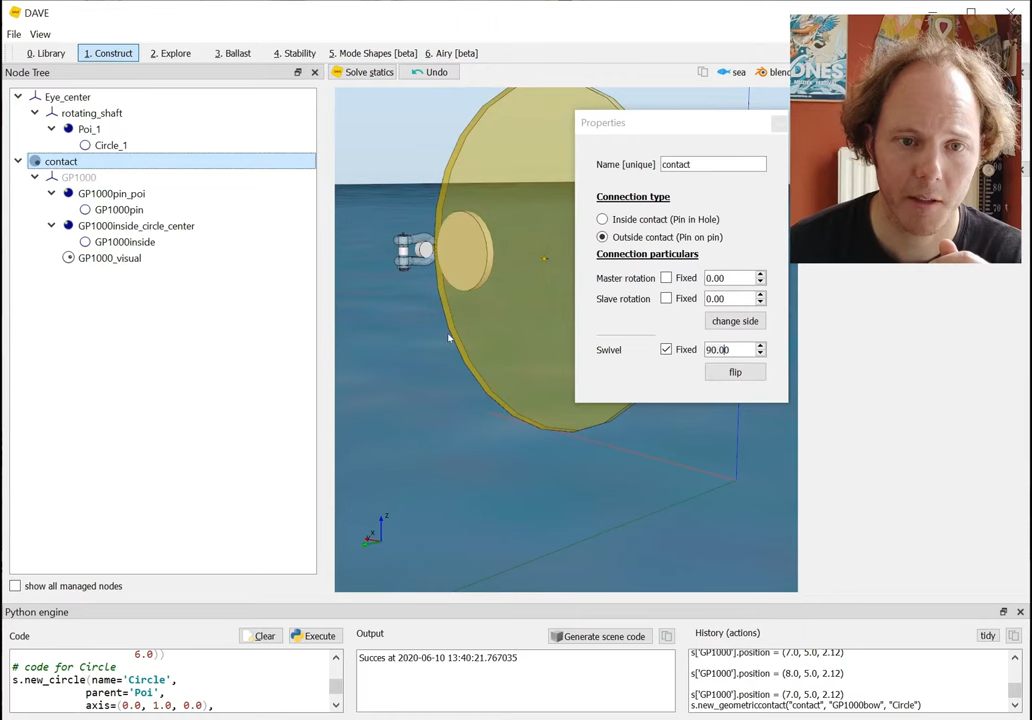 DAVE
File View
0. Library 1. Construct 2. Explore 3. Ballast 4. Stability 5. Mode Shapes [beta] 6. Airy [beta]
Node Tree
Solve statics Undo sea blen
Eye_center
rotating_shaft
Poi_1
Circle_1
contact
GP1000
GP1000pin_poi
GP1000pin
GP1000inside_circle_center
GP1000inside
GP1000_visual
Properties
Name [unique] contact
Connection type
Inside contact (Pin in Hole)
Outside contact (Pin on pin)
Connection particulars
Master rotation Fixed 0.00
Slave rotation Fixed 0.00
change side
Swivel Fixed 90.00
flip
z
x
show all managed nodes
Python engine
Code Clear Execute
6.0))
# code for Circle
s.new_circle(name='Circle',
parent='Poi',
axis=(0.0, 1.0, 0.0),
Output Generate scene code
Succes at 2020-06-10 13:40:21.767035
History (actions) tidy
s['GP1000'].position = (7.0, 5.0, 2.12)
s['GP1000'].position = (8.0, 5.0, 2.12)
s['GP1000'].position = (7.0, 5.0, 2.12)
s.new_geometriccontact("contact", "GP1000bow", "Circle")